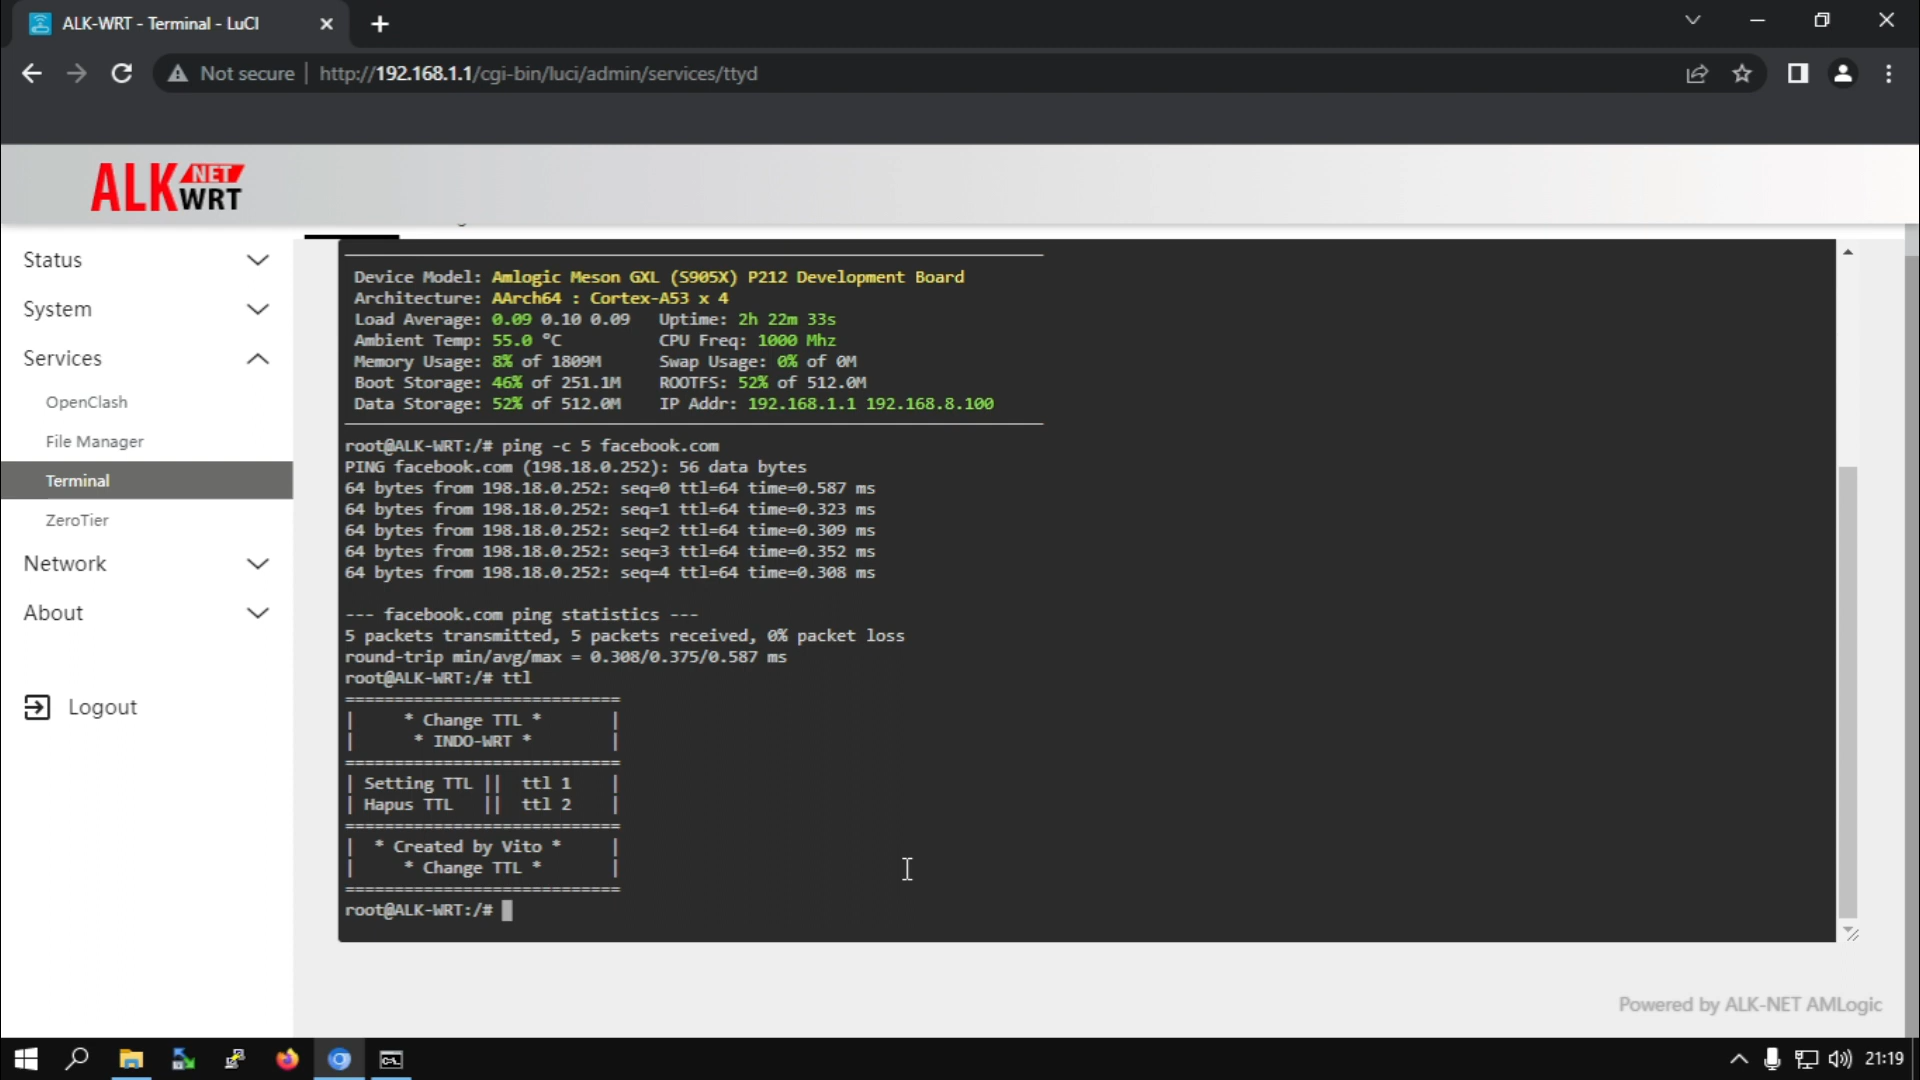 ALK-WRT - Terminal - LuCI
Not secure | http://192.168.1.1/cgi-bin/luci/admin/services/ttyd
ALK NET WRT
Status
System
Services
OpenClash
File Manager
Terminal
ZeroTier
Network
About
Logout
Device Model: Amlogic Meson GXL (S905X) P212 Development Board
Architecture: AArch64 : Cortex-A53 x 4
Load Average: 0.09 0.10 0.09   Uptime: 2h 22m 33s
Ambient Temp: 55.0 °C          CPU Freq: 1000 Mhz
Memory Usage: 8% of 1809M      Swap Usage: 0% of 0M
Boot Storage: 46% of 251.1M    ROOTFS: 52% of 512.0M
Data Storage: 52% of 512.0M    IP Addr: 192.168.1.1 192.168.8.100
root@ALK-WRT:/# ping -c 5 facebook.com
PING facebook.com (198.18.0.252): 56 data bytes
64 bytes from 198.18.0.252: seq=0 ttl=64 time=0.587 ms
64 bytes from 198.18.0.252: seq=1 ttl=64 time=0.323 ms
64 bytes from 198.18.0.252: seq=2 ttl=64 time=0.309 ms
64 bytes from 198.18.0.252: seq=3 ttl=64 time=0.352 ms
64 bytes from 198.18.0.252: seq=4 ttl=64 time=0.308 ms
--- facebook.com ping statistics ---
5 packets transmitted, 5 packets received, 0% packet loss
round-trip min/avg/max = 0.308/0.375/0.587 ms
root@ALK-WRT:/# ttl
============================
|     * Change TTL *       |
|      * INDO-WRT *        |
============================
| Setting TTL ||  ttl 1    |
| Hapus TTL   ||  ttl 2    |
============================
|  * Created by Vito *     |
|     * Change TTL *       |
============================
root@ALK-WRT:/#
Powered by ALK-NET AMLogic
21:19